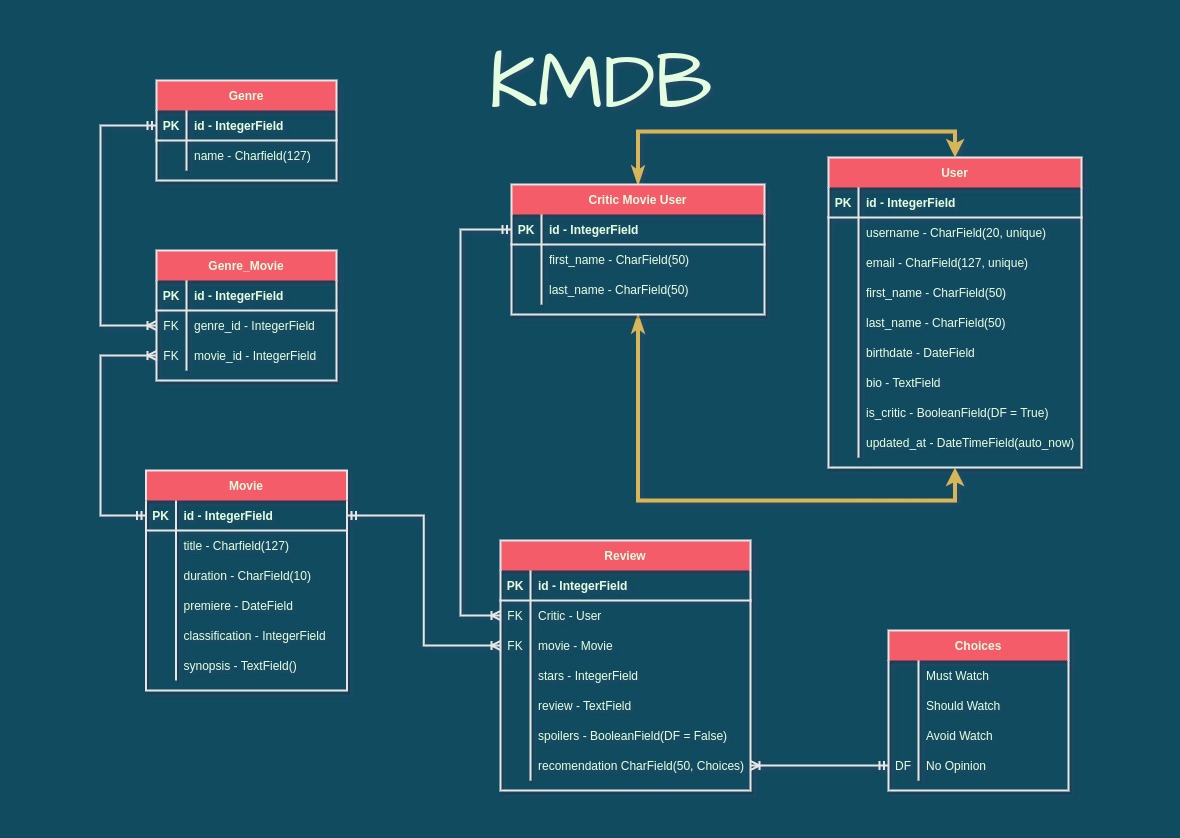 KMDB
Genre
PK id - IntegerField
name - Charfield(127)
Genre_Movie
PK id - IntegerField
FK genre_id - IntegerField
FK movie_id - IntegerField
Movie
PK id - IntegerField
title - Charfield(127)
duration - CharField(10)
premiere - DateField
classification - IntegerField
synopsis - TextField()
Critic Movie User
PK id - IntegerField
first_name - CharField(50)
last_name - CharField(50)
User
PK id - IntegerField
username - CharField(20, unique)
email - CharField(127, unique)
first_name - CharField(50)
last_name - CharField(50)
birthdate - DateField
bio - TextField
is_critic - BooleanField(DF = True)
updated_at - DateTimeField(auto_now)
Review
PK id - IntegerField
FK Critic - User
FK movie - Movie
stars - IntegerField
review - TextField
spoilers - BooleanField(DF = False)
recomendation CharField(50, Choices)
Choices
Must Watch
Should Watch
Avoid Watch
DF No Opinion